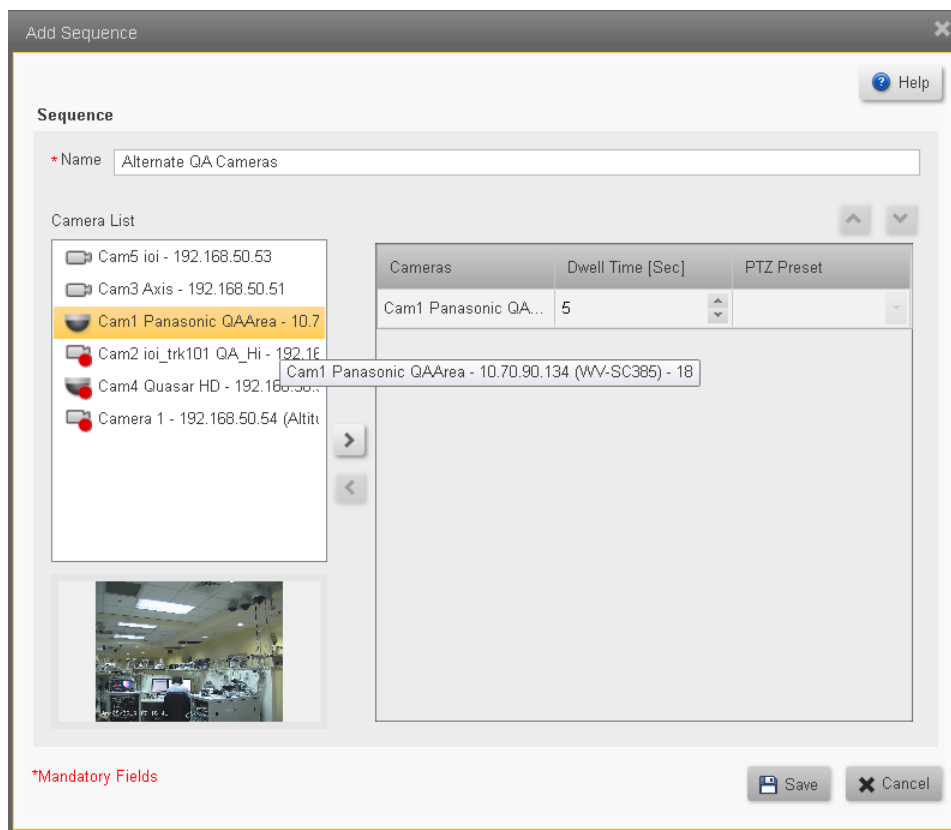 Add Sequence
Help
Sequence
*Name Alternate QA Cameras
Camera List
Cam5 ioi - 192.168.50.53
Cam3 Axis - 192.168.50.51
Cam1 Panasonic QAArea - 10.7
Cam2 ioi_trk101 QA_Hi - 192.16
Cam4 Quasar HD - 192.168.50.
Camera 1 - 192.168.50.54 (Altitu
Cameras Dwell Time [Sec] PTZ Preset
Cam1 Panasonic QA... 5
Cam1 Panasonic QAArea - 10.70.90.134 (WV-SC385) - 18
*Mandatory Fields
Save
Cancel